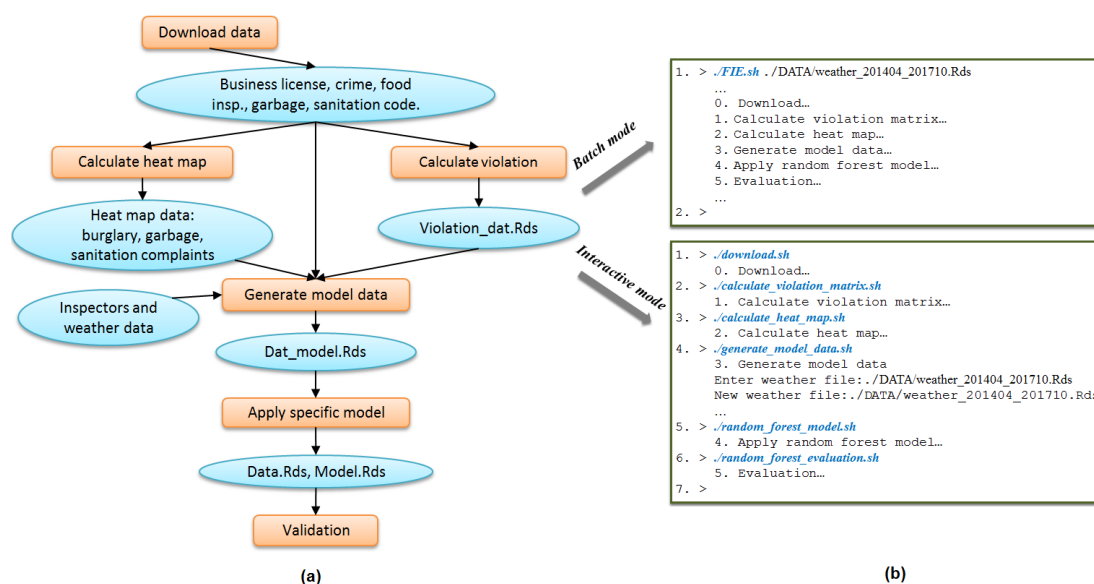 Download data
Business license, crime, food
insp., garbage, sanitation code.
Calculate heat map
Calculate violation
Heat map data:
burglary, garbage,
sanitation complaints
Violation_dat.Rds
Inspectors and
weather data
Generate model data
Dat_model.Rds
Apply specific model
Data.Rds, Model.Rds
Validation
(a)
Batch mode
Interactive mode
1. > ./FIE.sh ./DATA/weather_201404_201710.Rds
…
0. Download…
1. Calculate violation matrix…
2. Calculate heat map…
3. Generate model data…
4. Apply random forest model…
5. Evaluation…
…
2. >
1. > ./download.sh
0. Download…
2. > ./calculate_violation_matrix.sh
1. Calculate violation matrix…
3. > ./calculate_heat_map.sh
2. Calculate heat map…
4. > ./generate_model_data.sh
3. Generate model data
Enter weather file:./DATA/weather_201404_201710.Rds
New weather file:./DATA/weather_201404_201710.Rds
…
5. > ./random_forest_model.sh
4. Apply random forest model…
6. > ./random_forest_evaluation.sh
5. Evaluation…
7. >
(b)